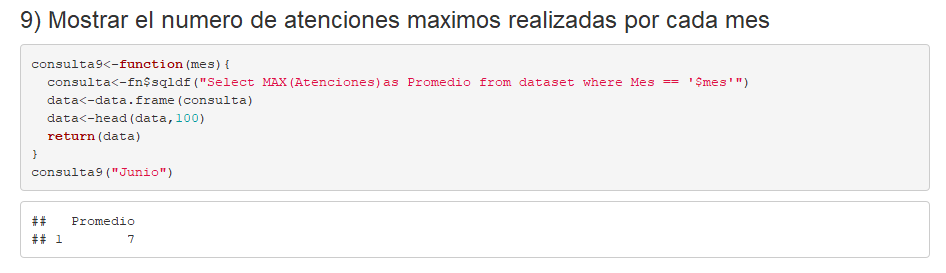 9) Mostrar el numero de atenciones maximos realizadas por cada mes
consulta9<-function(mes){
  consulta<-fn$sqldf("Select MAX(Atenciones)as Promedio from dataset where Mes == '$mes'")
  data<-data.frame(consulta)
  data<-head(data,100)
  return(data)
}
consulta9("Junio")
##   Promedio
## 1        7